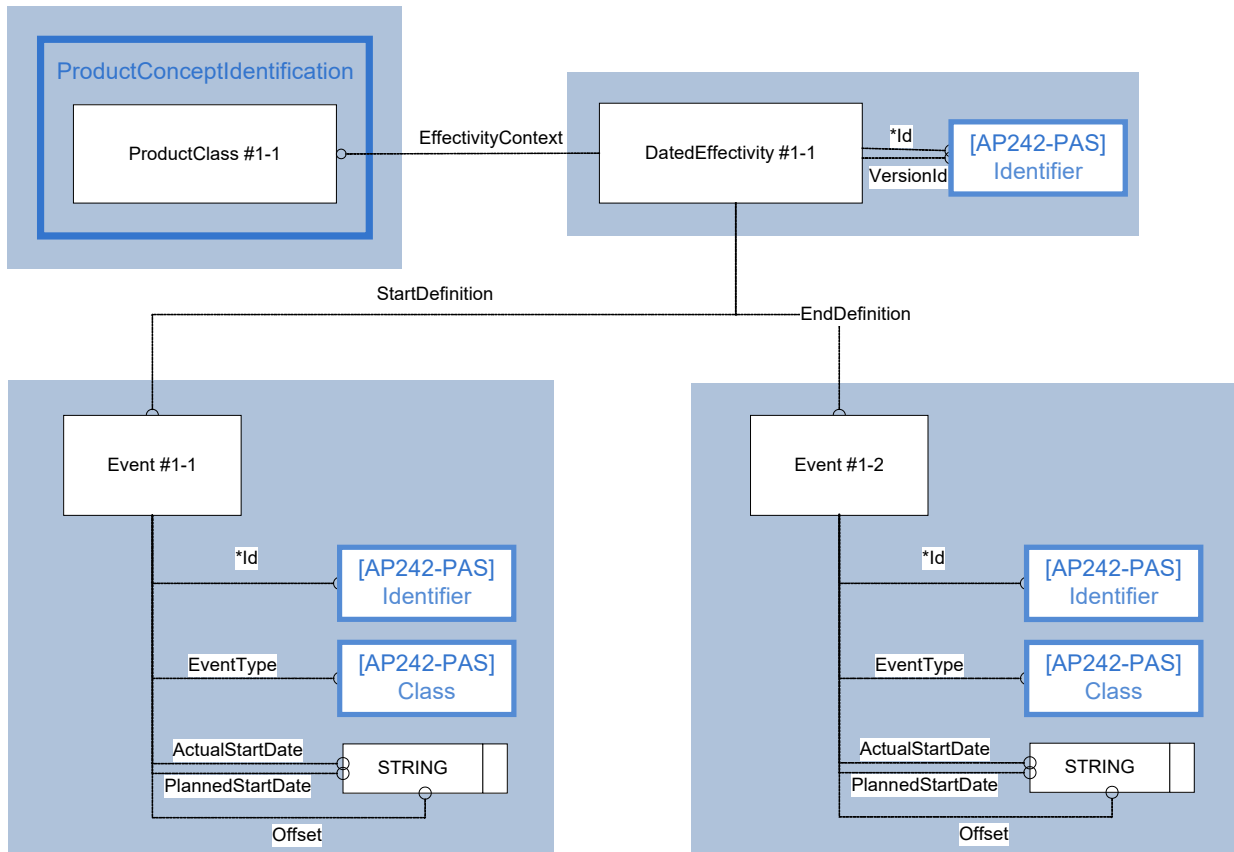 ProductConceptIdentification
ProductClass #1-1
EffectivityContext
DatedEffectivity #1-1
*Id
VersionId
[AP242-PAS]
Identifier
StartDefinition
EndDefinition
Event #1-1
*Id
[AP242-PAS]
Identifier
EventType
[AP242-PAS]
Class
ActualStartDate
PlannedStartDate
STRING
Offset
Event #1-2
*Id
[AP242-PAS]
Identifier
EventType
[AP242-PAS]
Class
ActualStartDate
PlannedStartDate
STRING
Offset